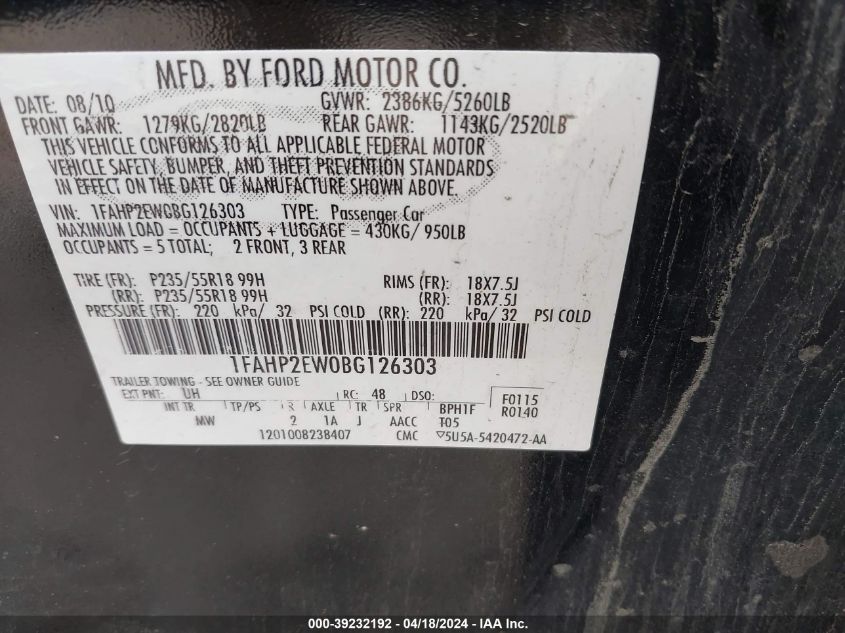 MFD. BY FORD MOTOR CO.
DATE: 08/10 GVWR: 2386KG/5260LB
FRONT GAWR: 1279KG/2820LB REAR GAWR: 1143KG/2520LB
THIS VEHICLE CONFORMS TO ALL APPLICABLE FEDERAL MOTOR
VEHICLE SAFETY, BUMPER, AND THEFT PREVENTION STANDARDS
IN EFFECT ON THE DATE OF MANUFACTURE SHOWN ABOVE.
VIN: 1FAHP2EW0BG126303 TYPE: Passenger Car
MAXIMUM LOAD = OCCUPANTS + LUGGAGE = 430KG/ 950LB
OCCUPANTS = 5 TOTAL; 2 FRONT, 3 REAR
TIRE (FR): P235/55R18 99H RIMS (FR): 18X7.5J
(RR): P235/55R18 99H (RR): 18X7.5J
PRESSURE (FR): 220 kPa/ 32 PSI COLD (RR): 220 kPa/ 32 PSI COLD
1FAHP2EW0BG126303
TRAILER TOWING - SEE OWNER GUIDE
EXT PNT: UH RC: 48 DSO: F0115
INT TR TP/PS R AXLE TR SPR BPH1F R0140
MW 2 1A J AACC T05
1201008238407 CMC ▽5U5A-5420472-AA
000-39232192 - 04/18/2024 - IAA Inc.